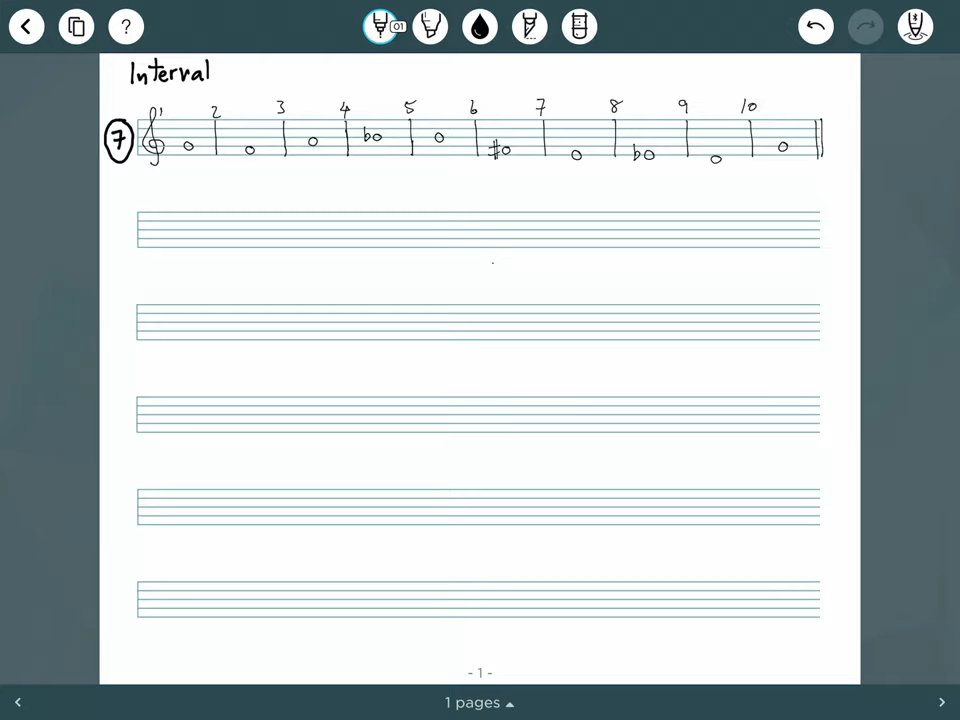 ?
01
Interval
1 2 3 4 5 6 7 8 9 10
7
- 1 -
1 pages